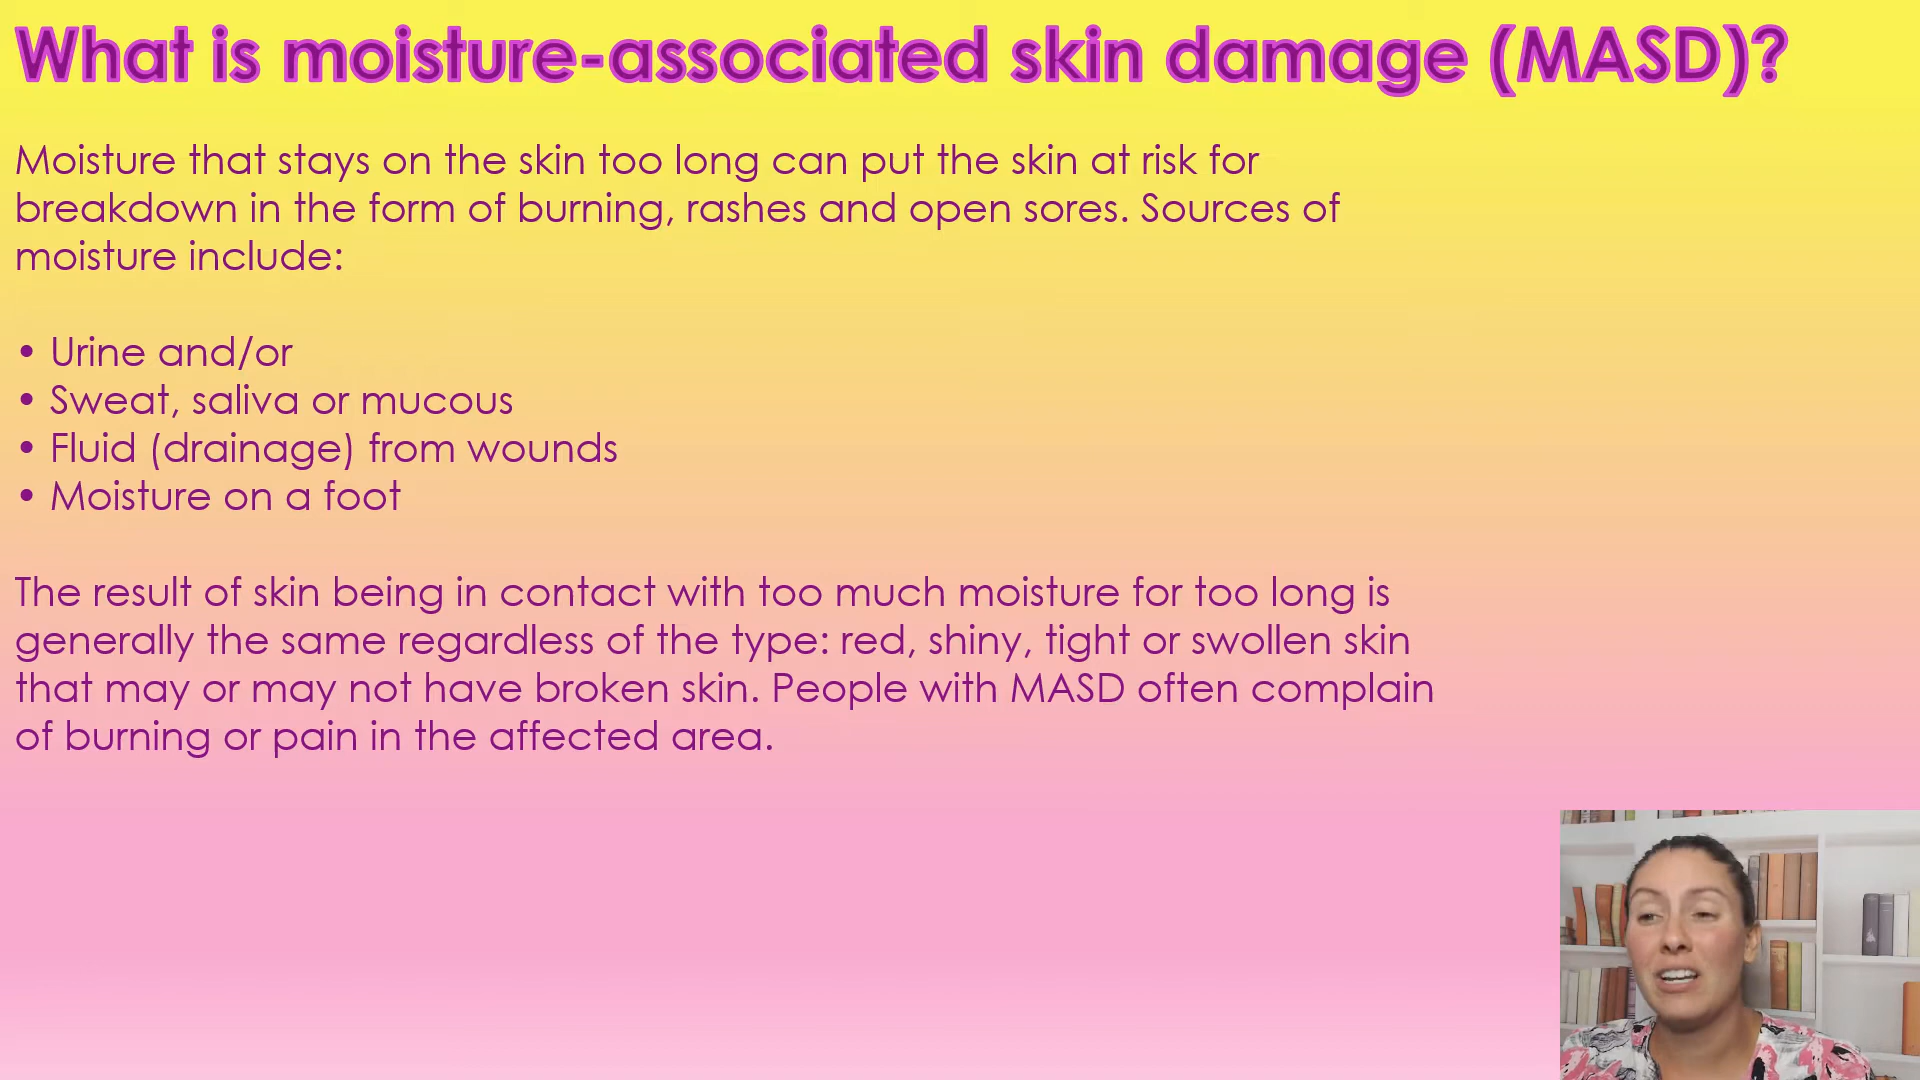 What is moisture-associated skin damage (MASD)?
Moisture that stays on the skin too long can put the skin at risk for
breakdown in the form of burning, rashes and open sores. Sources of
moisture include:
• Urine and/or
• Sweat, saliva or mucous
• Fluid (drainage) from wounds
• Moisture on a foot
The result of skin being in contact with too much moisture for too long is
generally the same regardless of the type: red, shiny, tight or swollen skin
that may or may not have broken skin. People with MASD often complain
of burning or pain in the affected area.